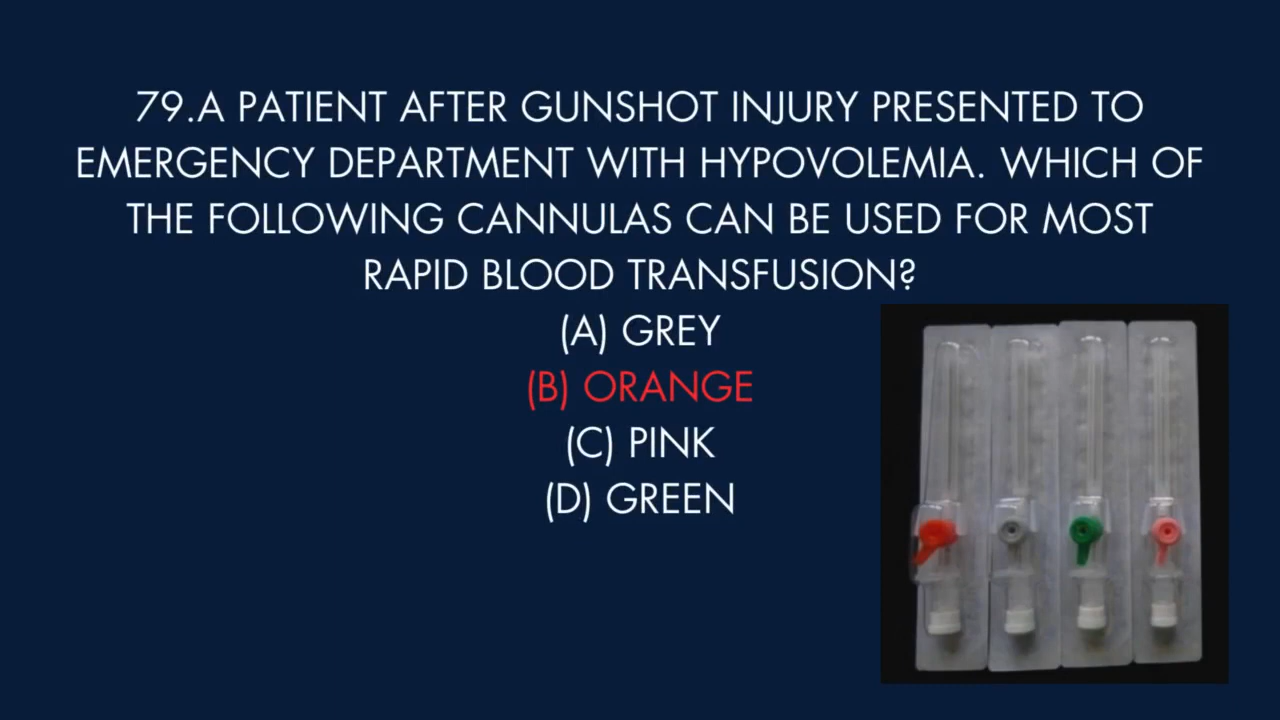 79.A PATIENT AFTER GUNSHOT INJURY PRESENTED TO
EMERGENCY DEPARTMENT WITH HYPOVOLEMIA. WHICH OF
THE FOLLOWING CANNULAS CAN BE USED FOR MOST
RAPID BLOOD TRANSFUSION?
(A) GREY
(B) ORANGE
(C) PINK
(D) GREEN